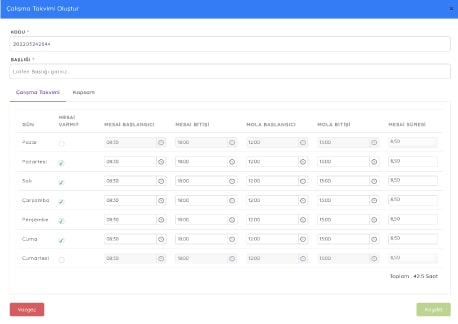 Çalışma Takvimi Oluştur
KODU *
202203242844
BAŞLIĞI *
Lütfen Başlığı giriniz.
Çalışma Takvimi Kapsam
GÜN MESAİ VARMI? MESAİ BAŞLANGICI MESAİ BİTİŞİ MOLA BAŞLANGICI MOLA BİTİŞİ MESAİ SÜRESİ
Pazar 08:30 18:00 12:00 13:00 8,50
Pazartesi 08:30 18:00 12:00 13:00 8,50
Salı 08:30 18:00 12:00 13:00 8,50
Çarşamba 08:30 18:00 12:00 13:00 8,50
Perşembe 08:30 18:00 12:00 13:00 8,50
Cuma 08:30 18:00 12:00 13:00 8,50
Cumartesi 08:30 18:00 12:00 13:00 8,50
Toplam : 42.5 Saat
Vazgeç Kaydet